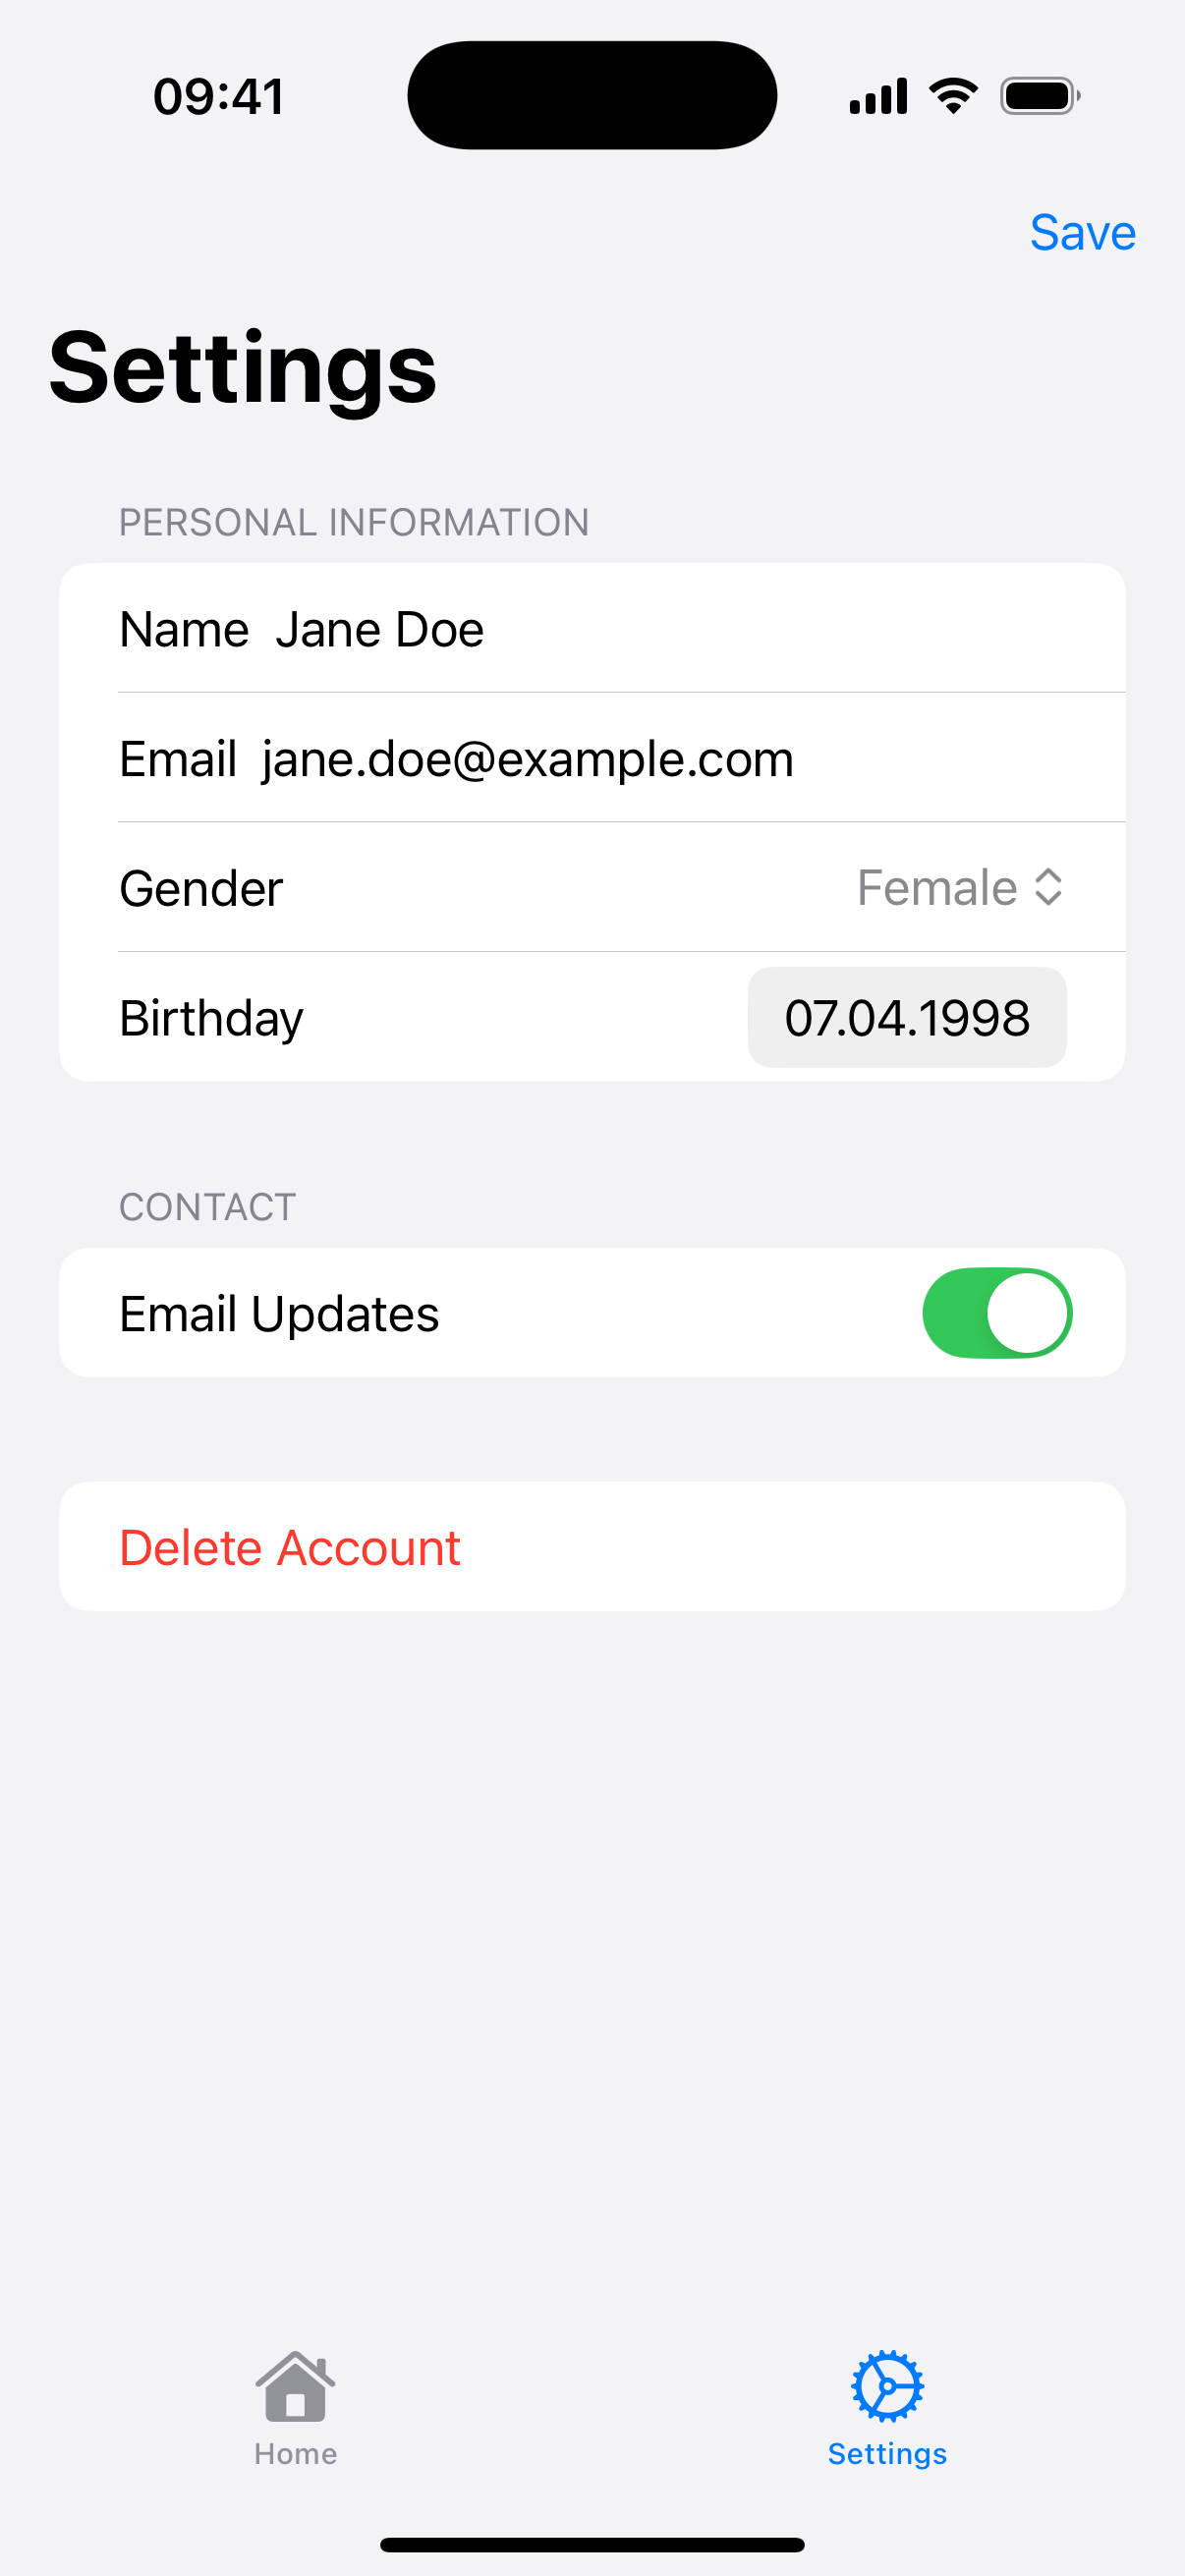 09:41
Save
Settings
PERSONAL INFORMATION
Name Jane Doe
Email jane.doe@example.com
Gender Female
Birthday 07.04.1998
CONTACT
Email Updates
Delete Account
Home Settings